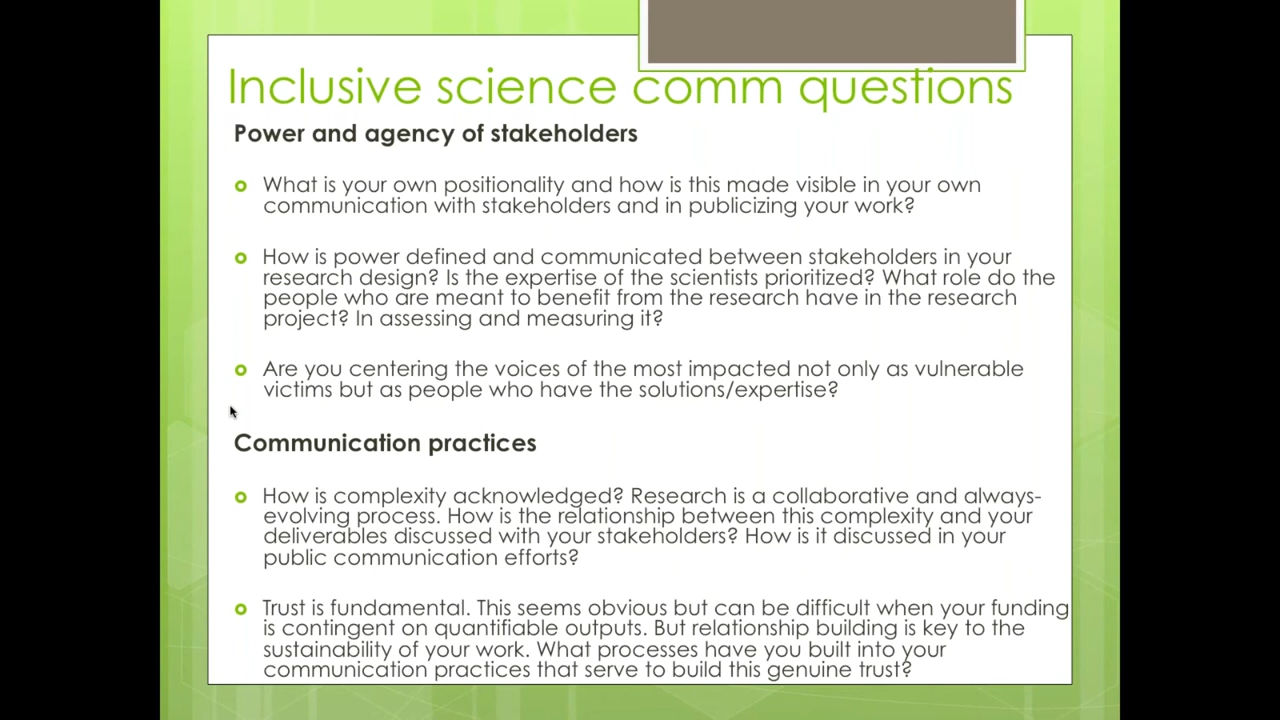 Inclusive science comm questions
Power and agency of stakeholders
What is your own positionality and how is this made visible in your own
communication with stakeholders and in publicizing your work?
How is power defined and communicated between stakeholders in your
research design? Is the expertise of the scientists prioritized? What role do the
people who are meant to benefit from the research have in the research
project? In assessing and measuring it?
Are you centering the voices of the most impacted not only as vulnerable
victims but as people who have the solutions/expertise?
Communication practices
How is complexity acknowledged? Research is a collaborative and always-
evolving process. How is the relationship between this complexity and your
deliverables discussed with your stakeholders? How is it discussed in your
public communication efforts?
Trust is fundamental. This seems obvious but can be difficult when your funding
is contingent on quantifiable outputs. But relationship building is key to the
sustainability of your work. What processes have you built into your
communication practices that serve to build this genuine trust?